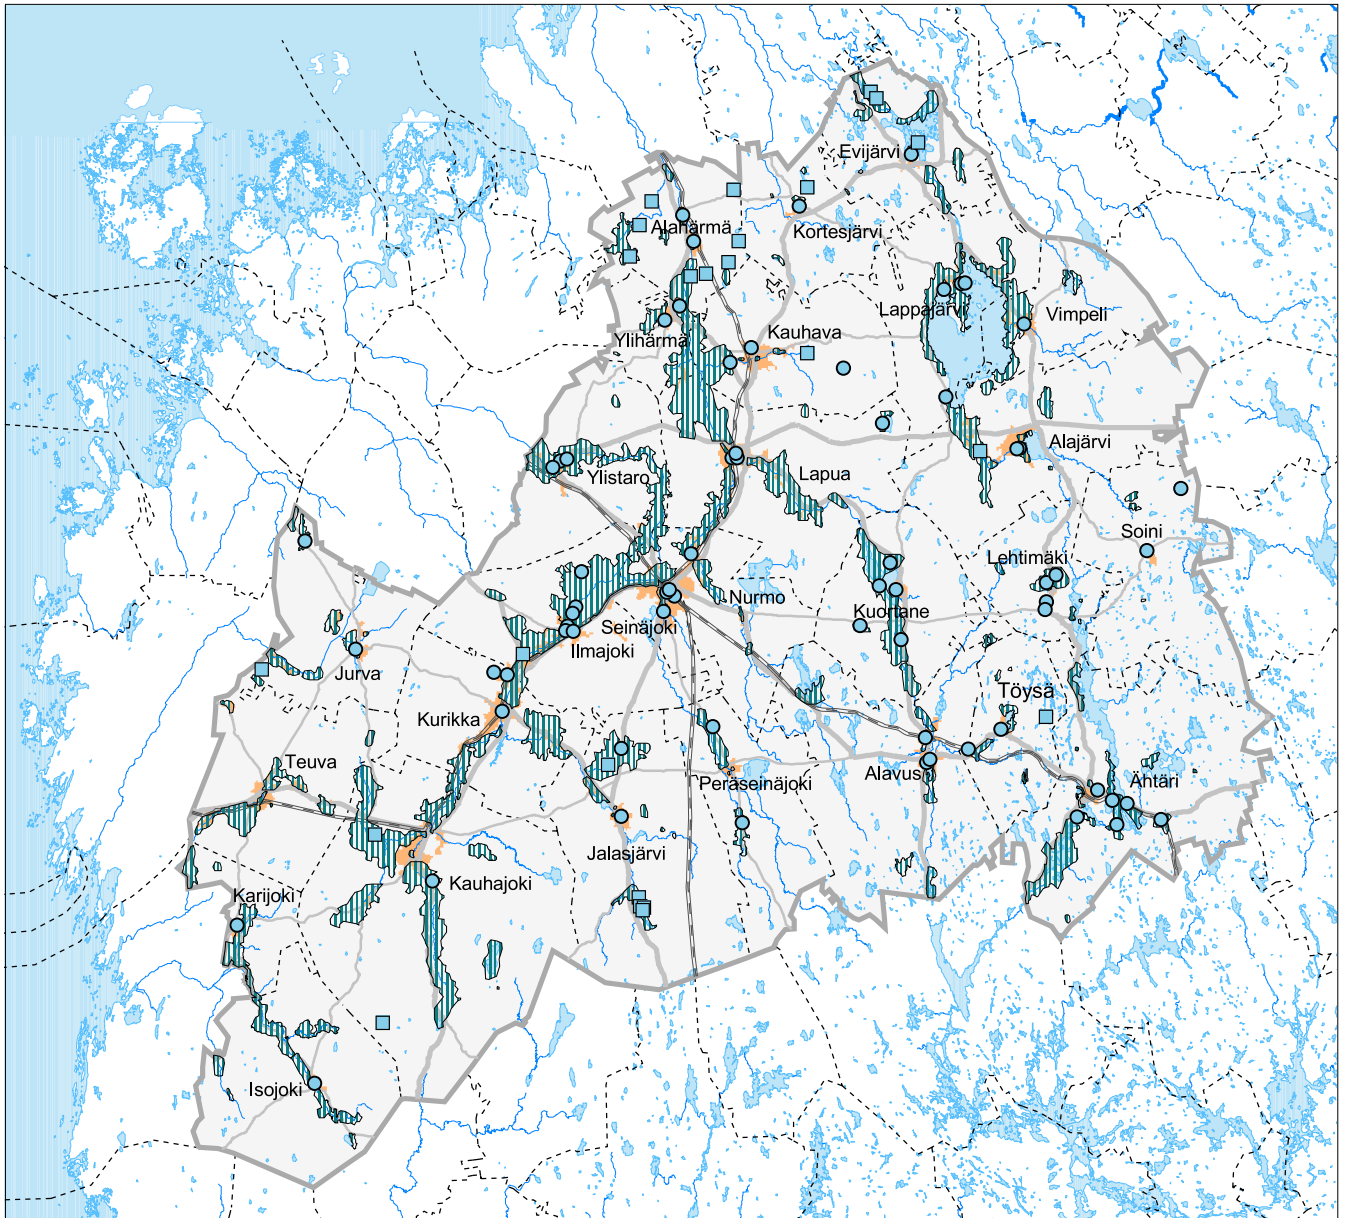 Evijärvi
Alahärmä
Kortesjärvi
Lappajärvi
Vimpeli
Ylihärmä
Kauhava
Alajärvi
Ylistaro
Lapua
Soini
Lehtimäki
Nurmo
Kuortane
Seinäjoki
Ilmajoki
Jurva
Töysä
Kurikka
Teuva
Alavus
Peräseinäjoki
Ähtäri
Jalasjärvi
Kauhajoki
Karijoki
Isojoki